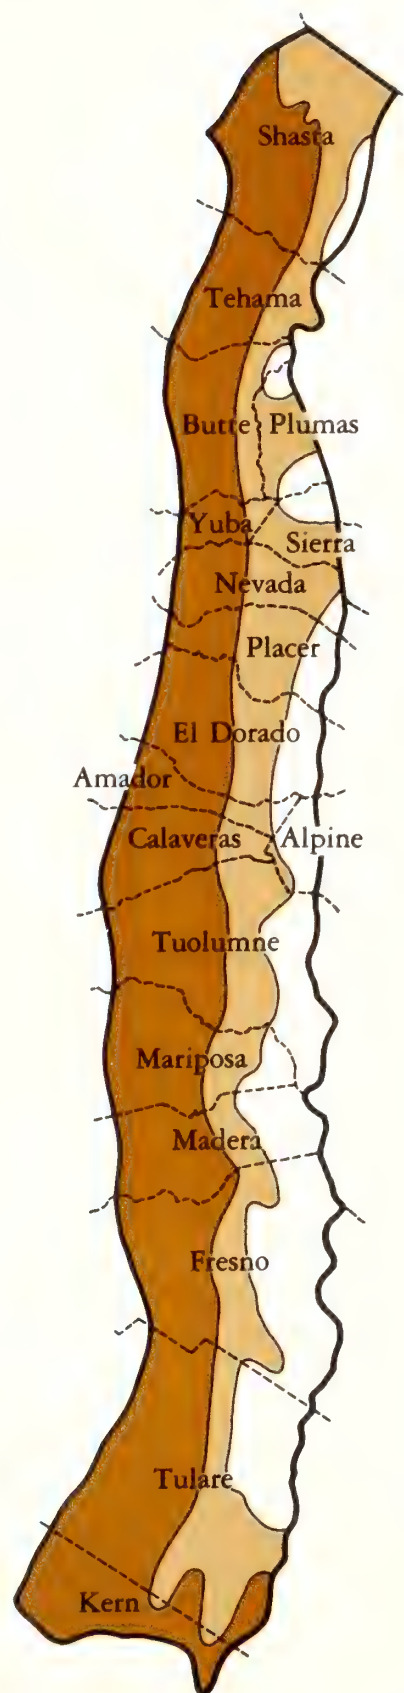 Shasta
Tehama
Butte Plumas
Yuba
Sierra
Nevada
Placer
El Dorado
Amador
Calaveras Alpine
Tuolumne
Mariposa
Madera
Fresno
Tulare
Kern